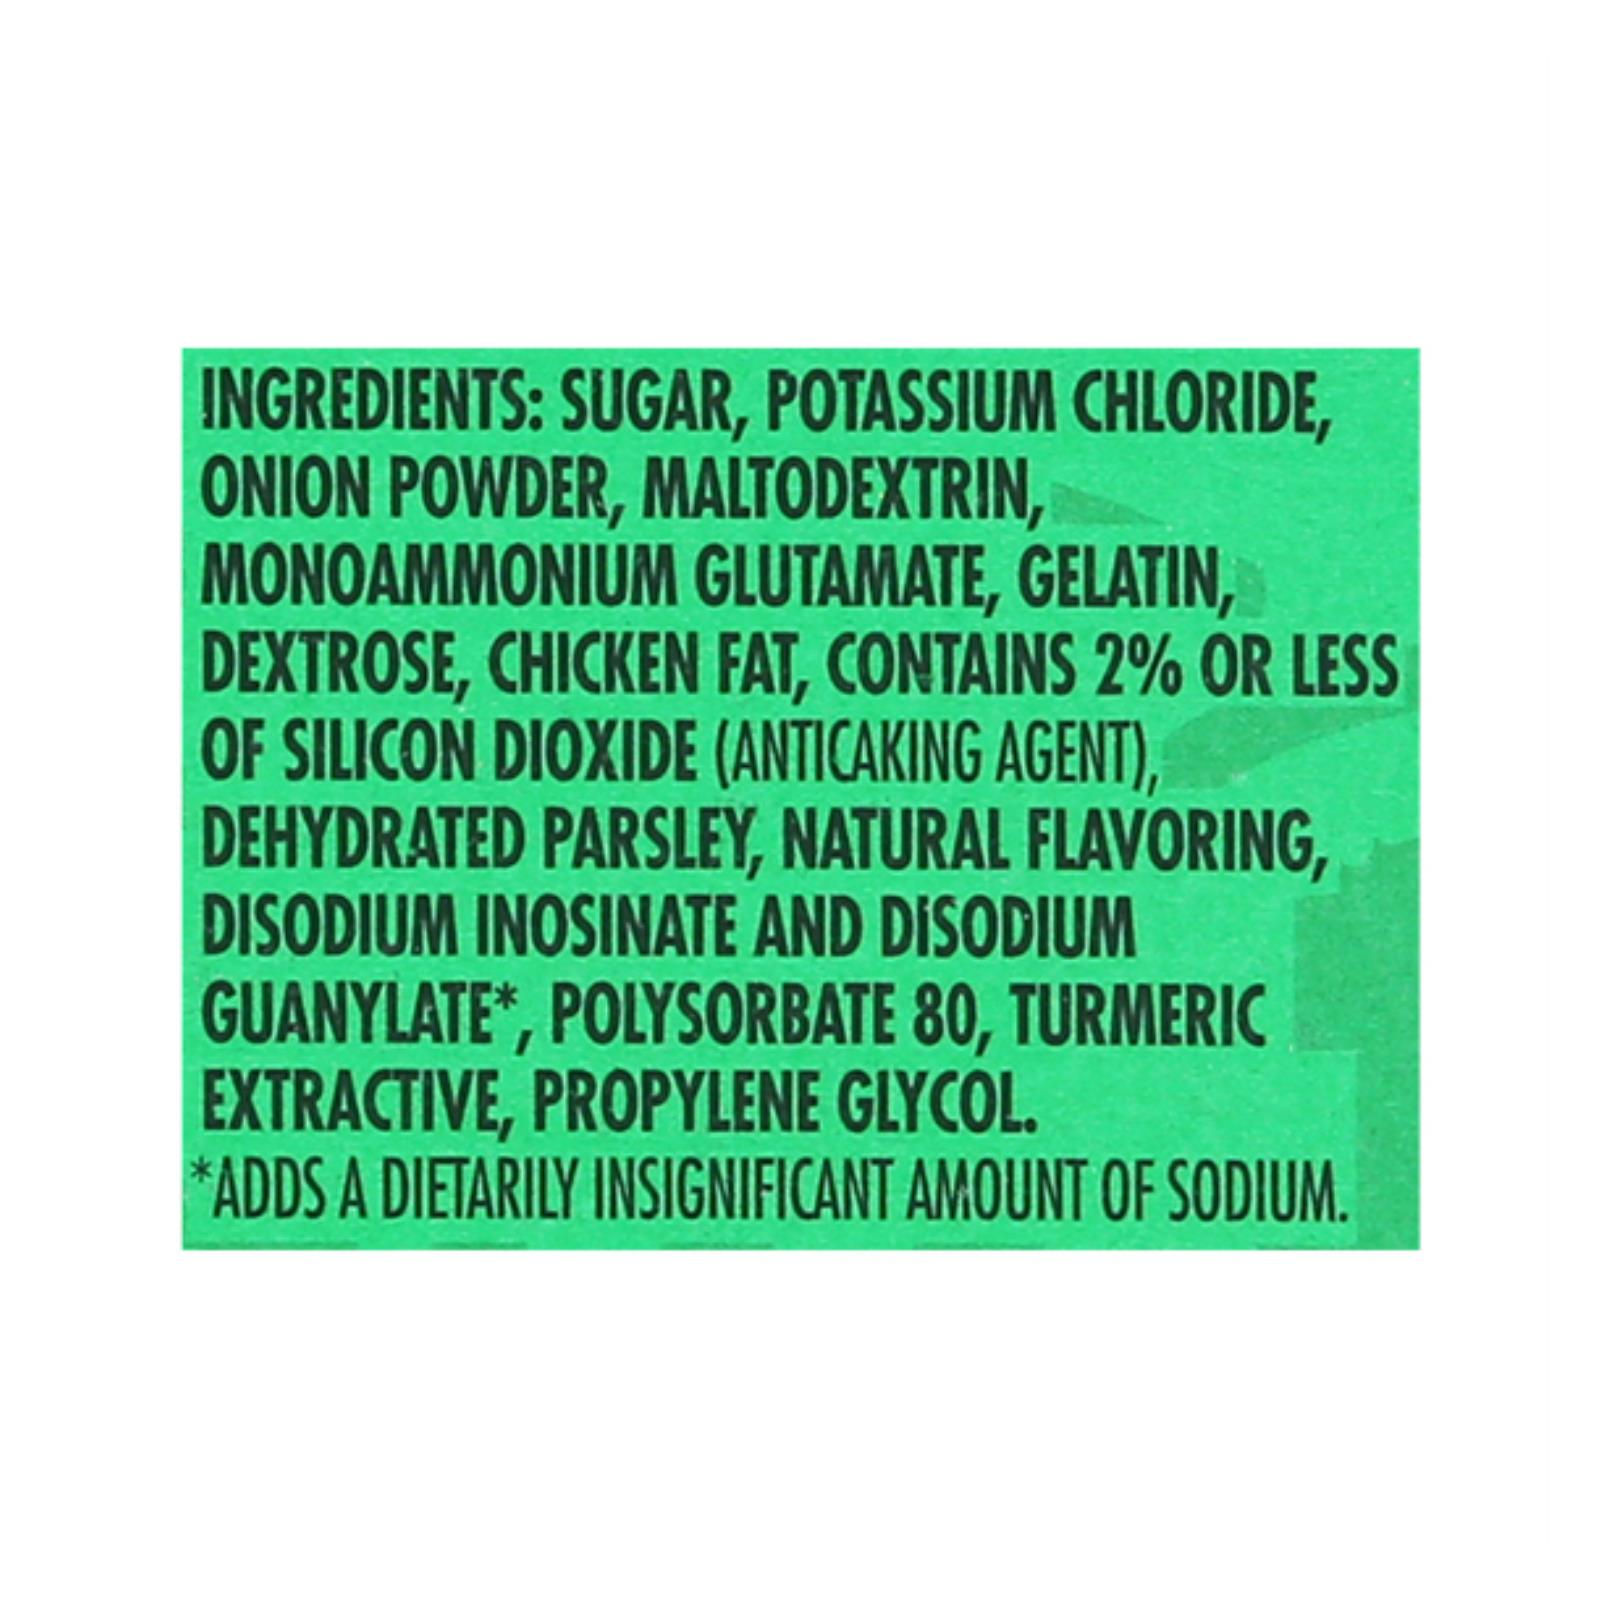 INGREDIENTS: SUGAR, POTASSIUM CHLORIDE,
ONION POWDER, MALTODEXTRIN,
MONOAMMONIUM GLUTAMATE, GELATIN,
DEXTROSE, CHICKEN FAT, CONTAINS 2% OR LESS
OF SILICON DIOXIDE (ANTICAKING AGENT),
DEHYDRATED PARSLEY, NATURAL FLAVORING,
DISODIUM INOSINATE AND DISODIUM
GUANYLATE*, POLYSORBATE 80, TURMERIC
EXTRACTIVE, PROPYLENE GLYCOL.
*ADDS A DIETARILY INSIGNIFICANT AMOUNT OF SODIUM.